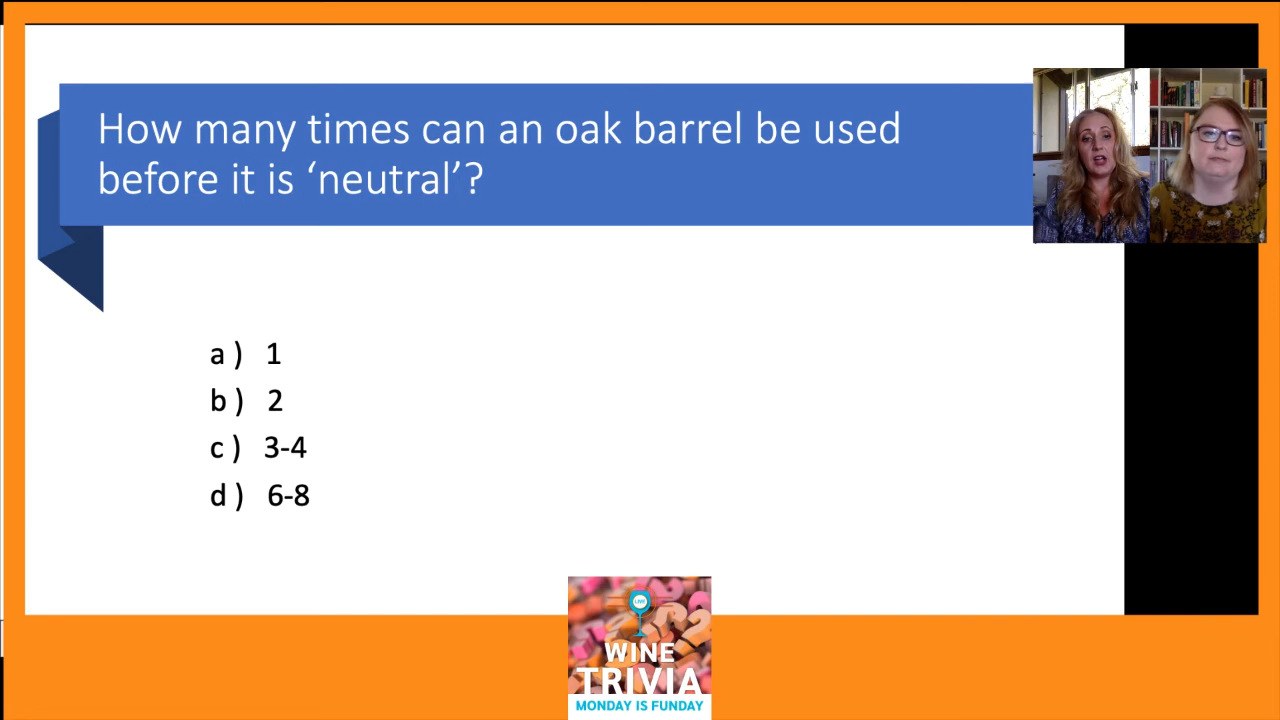 How many times can an oak barrel be used
before it is ‘neutral’?
a) 1
b) 2
c) 3-4
d) 6-8
LIVE
WINE
TRIVIA
MONDAY IS FUNDAY